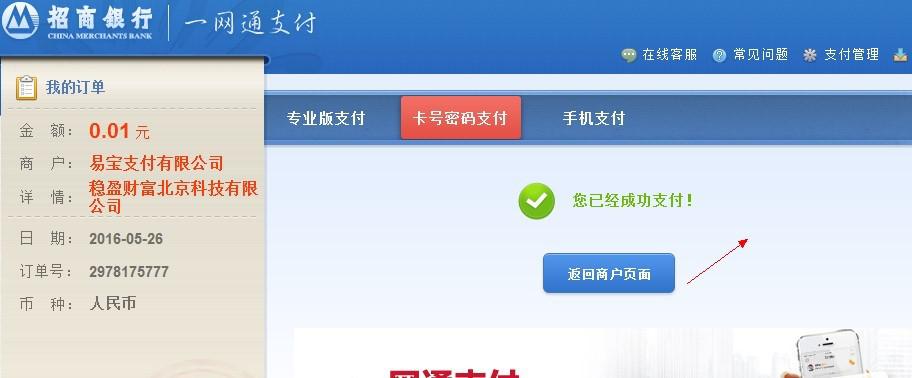 招商银行
CHINA MERCHANTS BANK
一网通支付
在线客服
常见问题
支付管理
我的订单
金 额： 0.01 元
商 户： 易宝支付有限公司
详 情： 稳盈财富北京科技有限
公司
日 期： 2016-05-26
订单号： 2978175777
币 种： 人民币
专业版支付
卡号密码支付
手机支付
您已经成功支付！
返回商户页面
网通支付